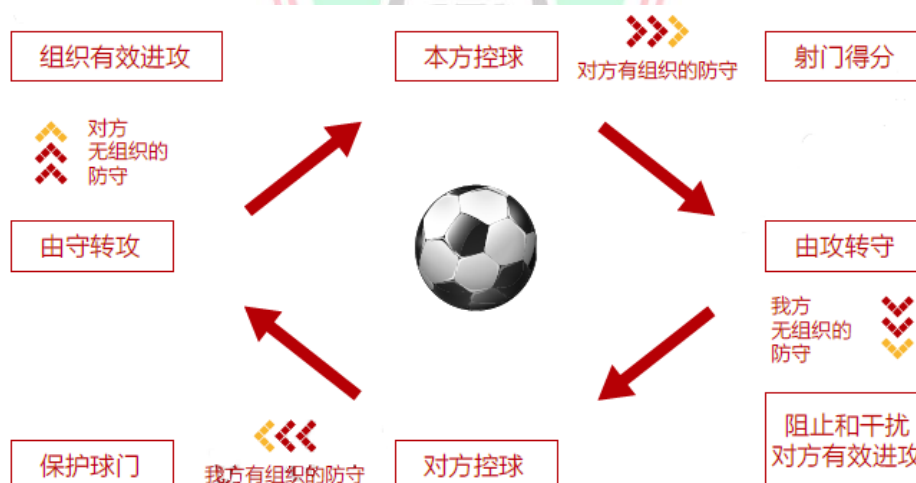 组织有效进攻
本方控球
对方有组织的防守
射门得分
对方
无组织的
防守
由守转攻
由攻转守
我方
无组织的
防守
阻止和干扰
对方有效进攻
保护球门
我方有组织的防守
对方控球